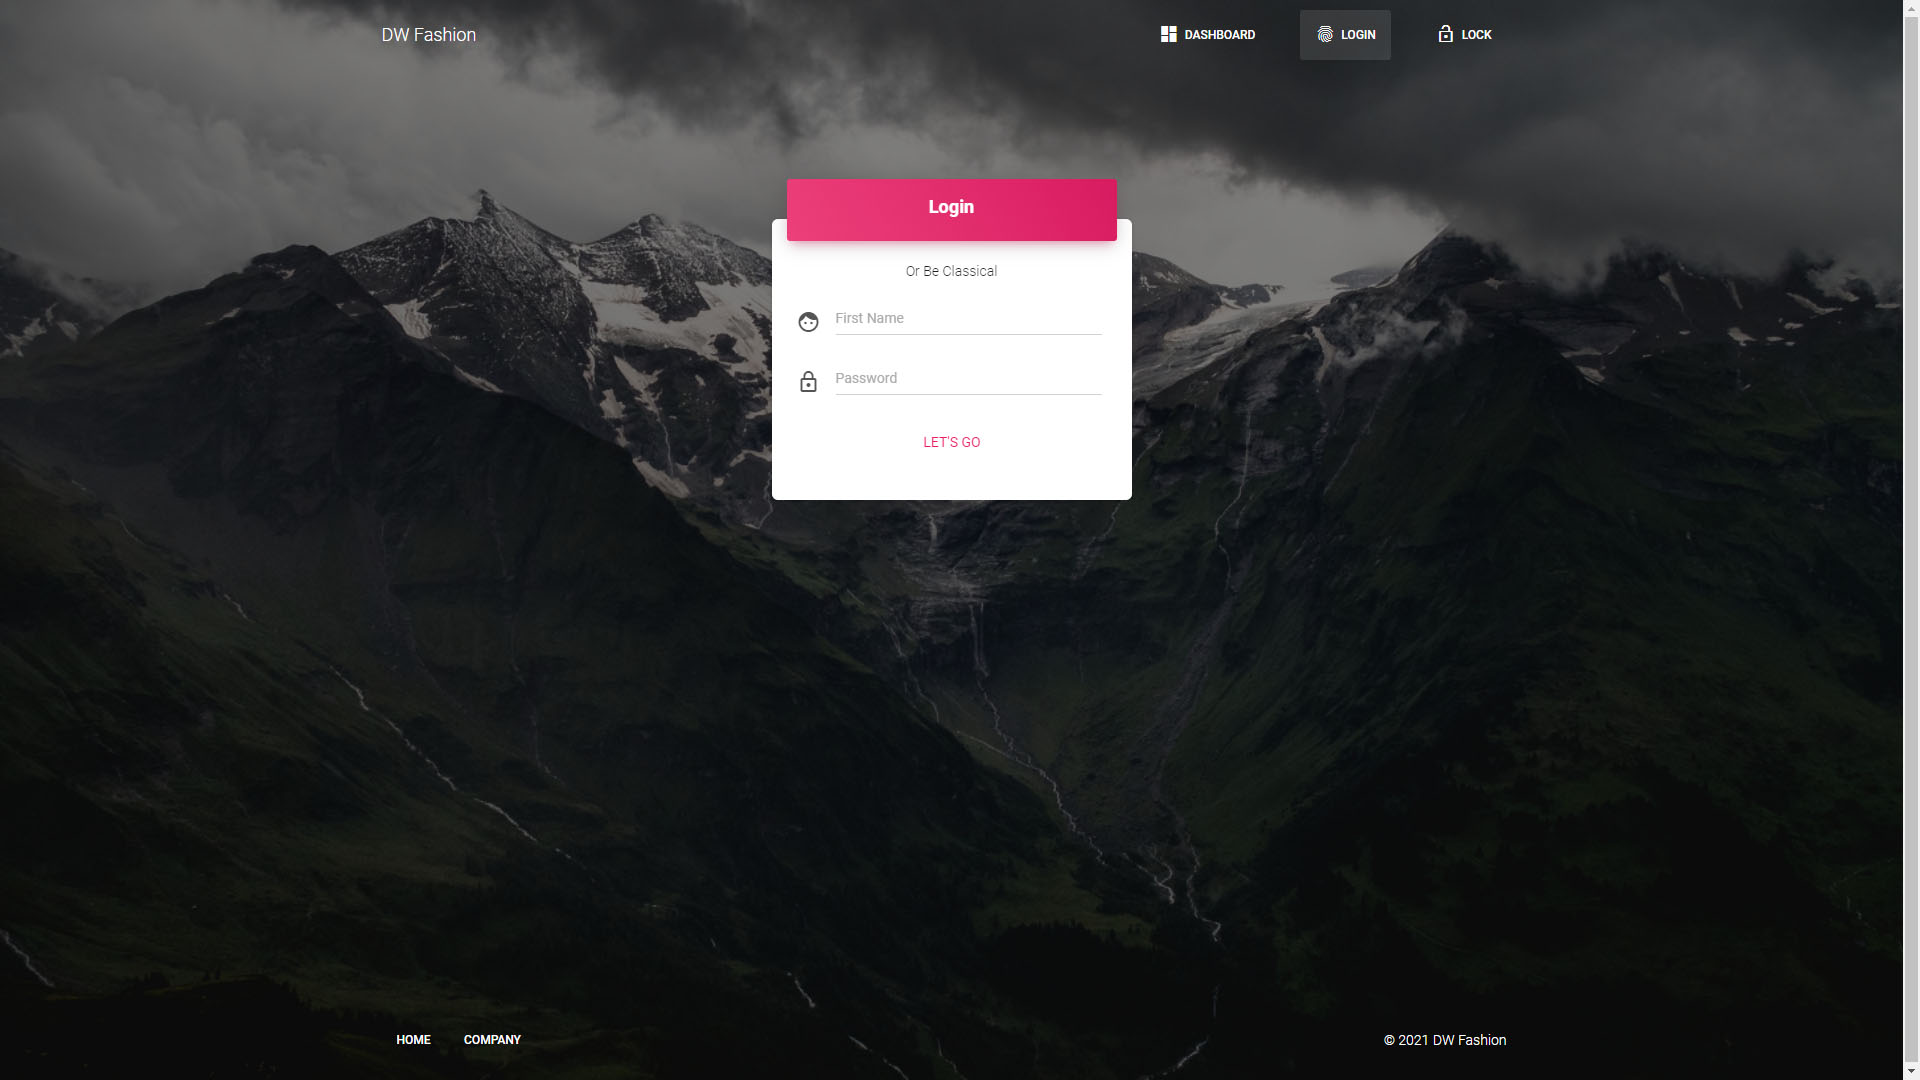 DW Fashion
DASHBOARD
LOGIN
LOCK
Login
Or Be Classical
First Name
Password
LET'S GO
HOME
COMPANY
© 2021 DW Fashion